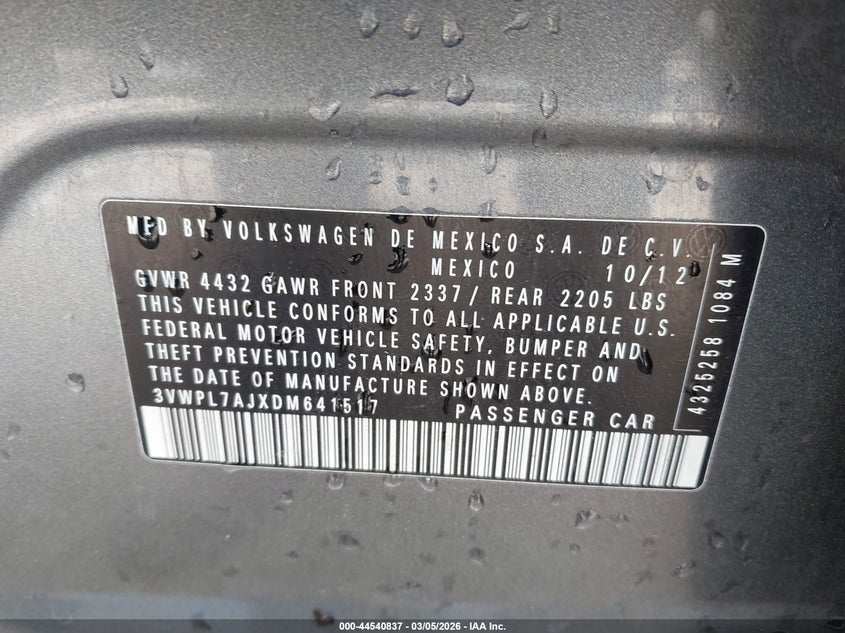 MFD BY VOLKSWAGEN DE MEXICO S.A. DE C.V.
MEXICO 10/12
GVWR 4432 GAWR FRONT 2337/ REAR 2205 LBS
THIS VEHICLE CONFORMS TO ALL APPLICABLE U.S.
FEDERAL MOTOR VEHICLE SAFETY, BUMPER AND
THEFT PREVENTION STANDARDS IN EFFECT ON
THE DATE OF MANUFACTURE SHOWN ABOVE.
3VWPL7AJXDM641517 PASSENGER CAR
4325258 1084 M
000-44540837 - 03/05/2026 - IAA Inc.